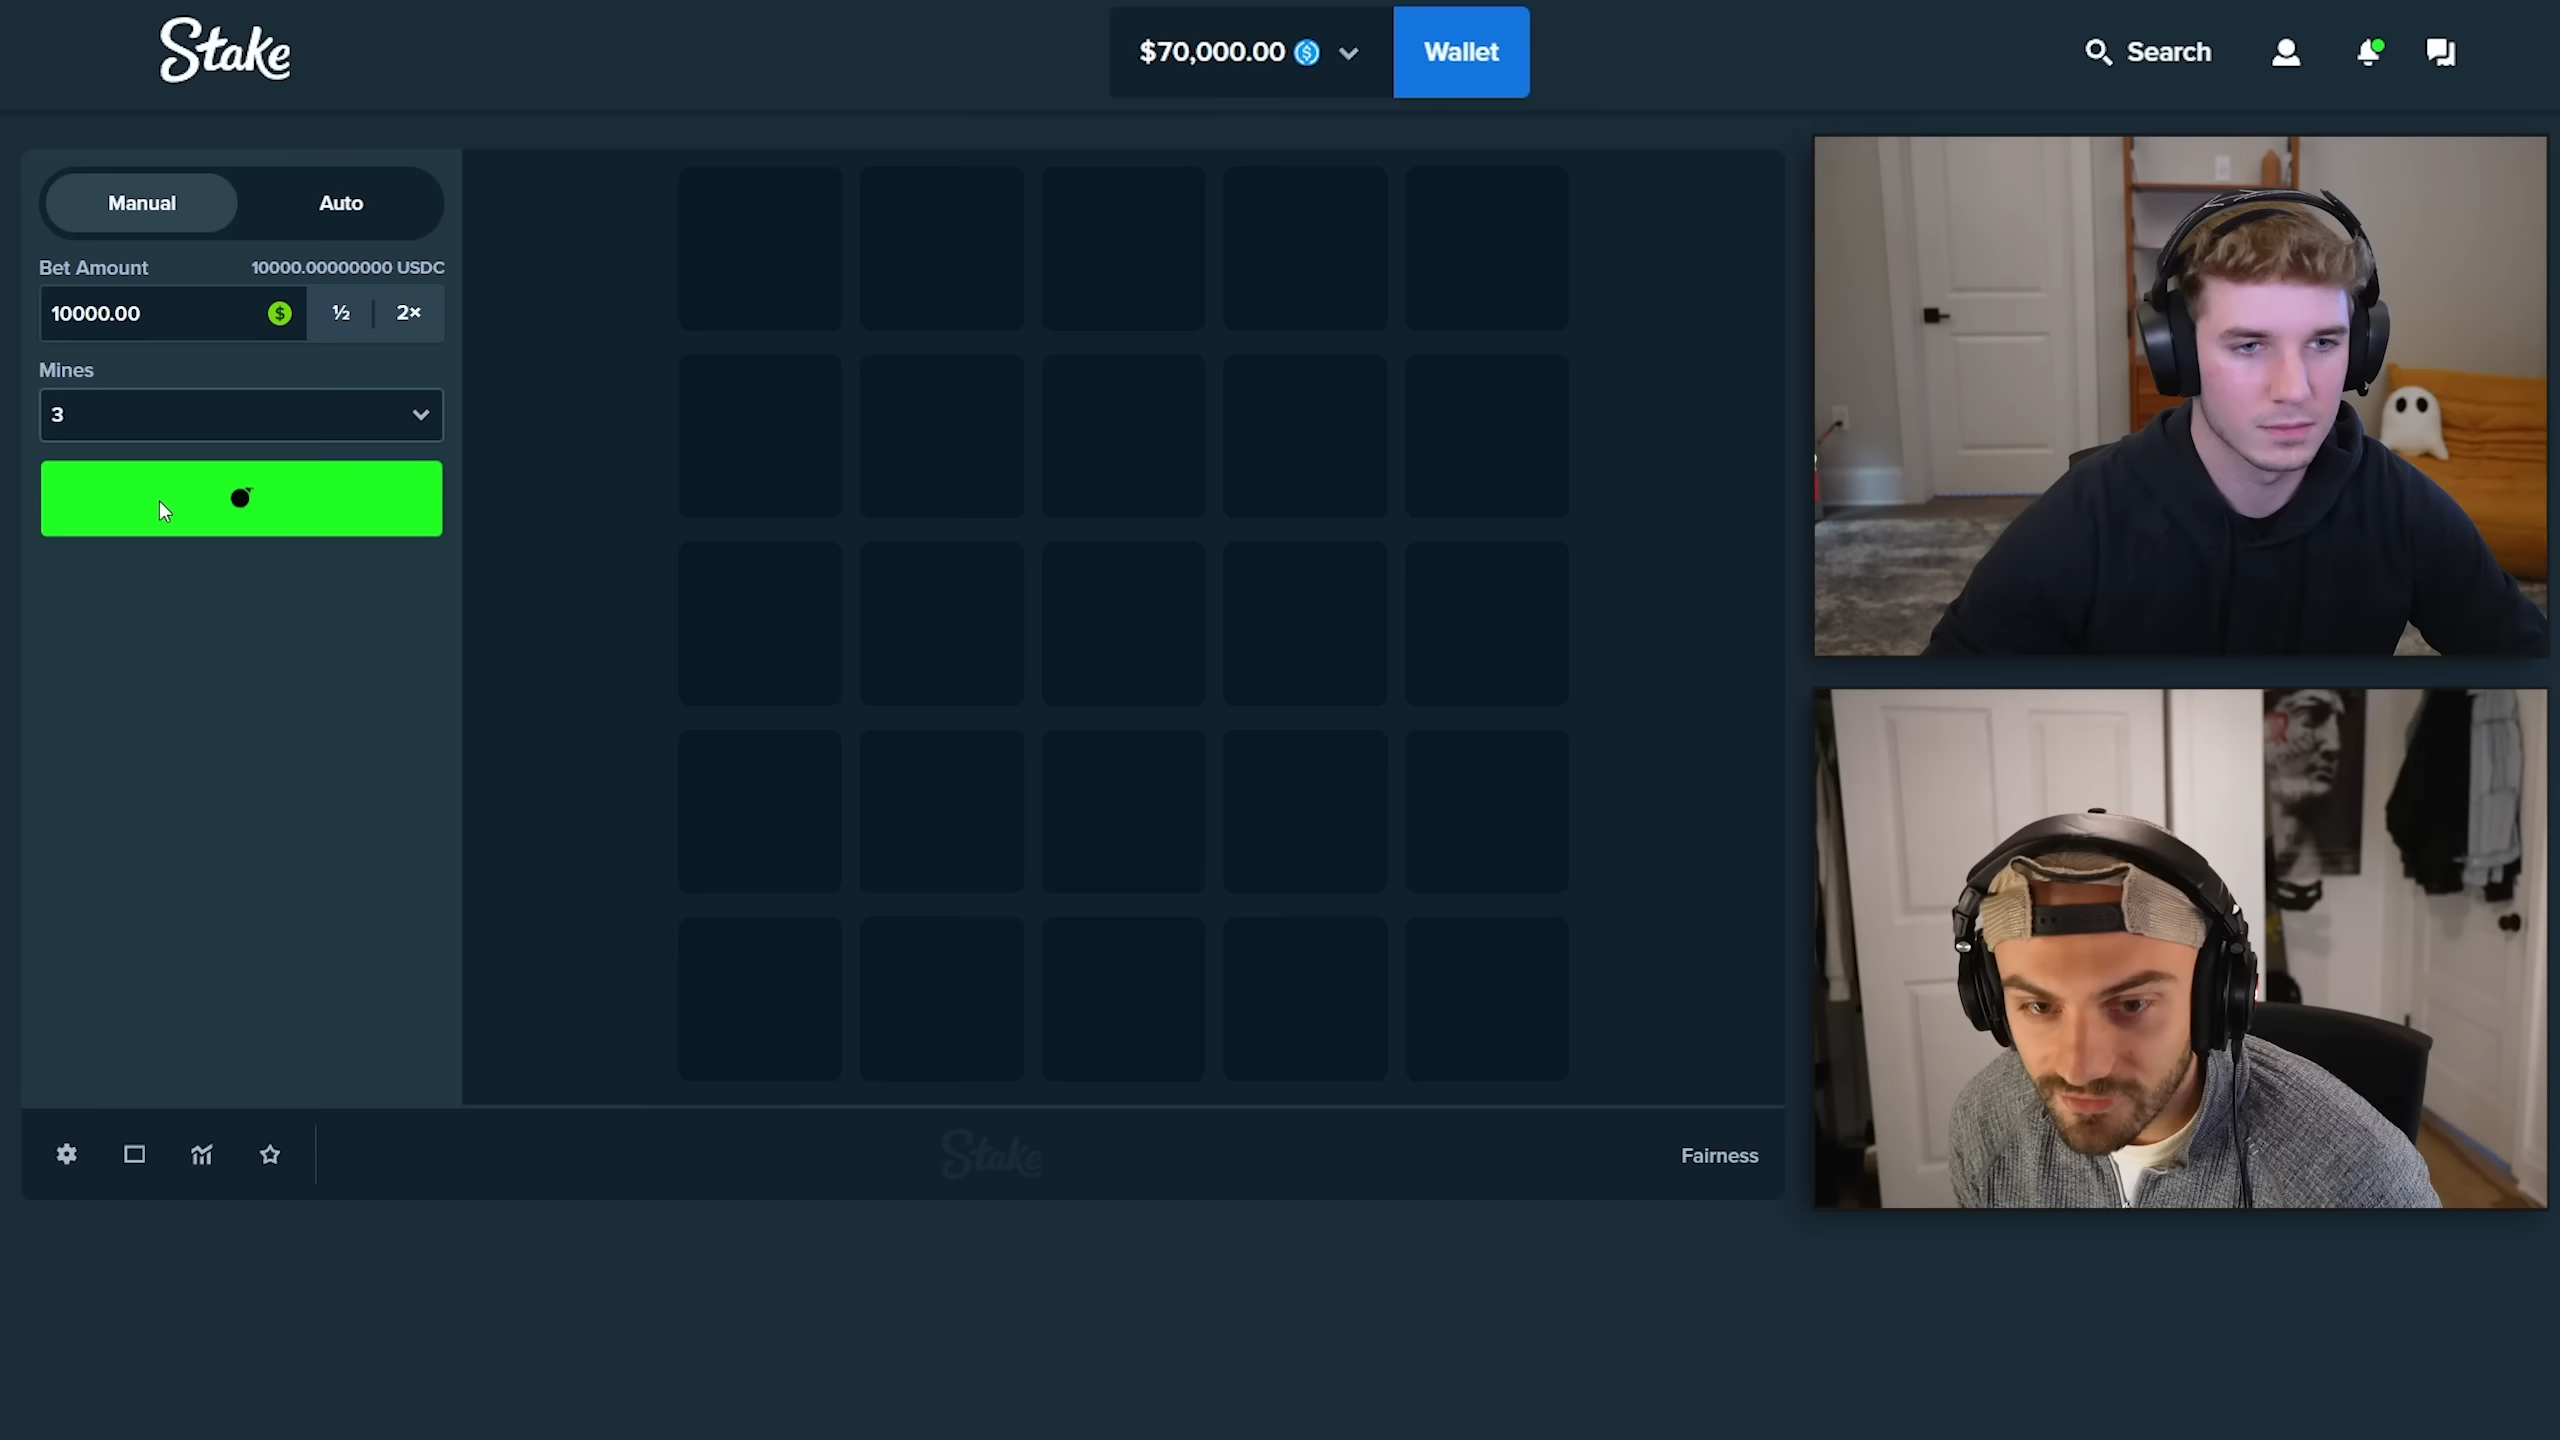 Stake
$70,000.00
Wallet
Search
Manual
Auto
Bet Amount
10000.00000000 USDC
10000.00
½
2×
Mines
3
Stake
Fairness